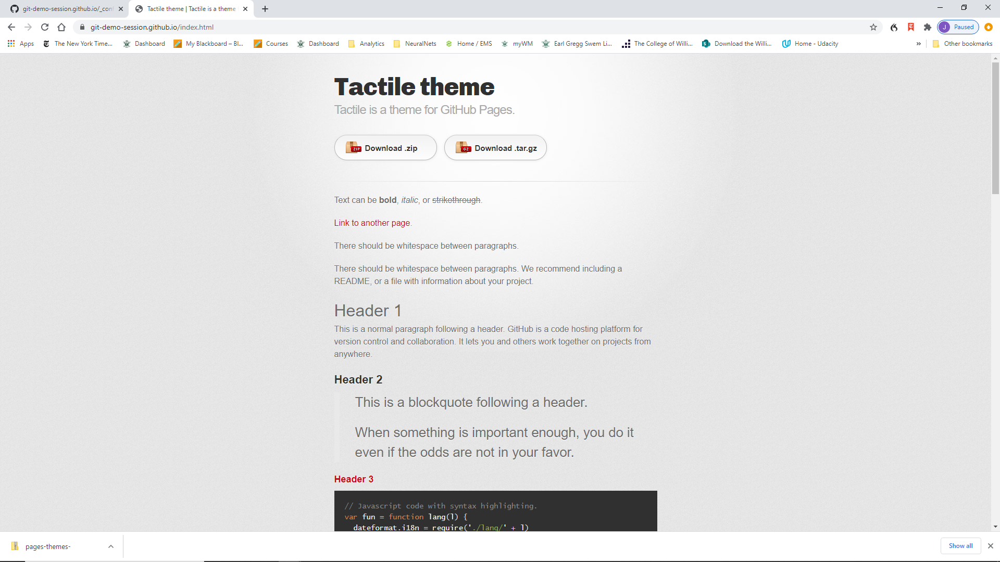 git-demo-session.github.io/_con
Tactile theme | Tactile is a theme
git-demo-session.github.io/index.html
J Paused
Apps
The New York Time...
Dashboard
My Blackboard – Bl...
Courses
Dashboard
Analytics
NeuralNets
Home / EMS
myWM
Earl Gregg Swem Li...
The College of Willi...
Download the Willi...
Home - Udacity
»
Other bookmarks
Tactile theme
Tactile is a theme for GitHub Pages.
ZIP Download .zip
GZ Download .tar.gz
Text can be bold, italic, or strikethrough.
Link to another page.
There should be whitespace between paragraphs.
There should be whitespace between paragraphs. We recommend including a
README, or a file with information about your project.
Header 1
This is a normal paragraph following a header. GitHub is a code hosting platform for
version control and collaboration. It lets you and others work together on projects from
anywhere.
Header 2
This is a blockquote following a header.
When something is important enough, you do it
even if the odds are not in your favor.
Header 3
// Javascript code with syntax highlighting.
var fun = function lang(l) {
  dateformat.i18n = require('./lang/' + l)
pages-themes-
Show all